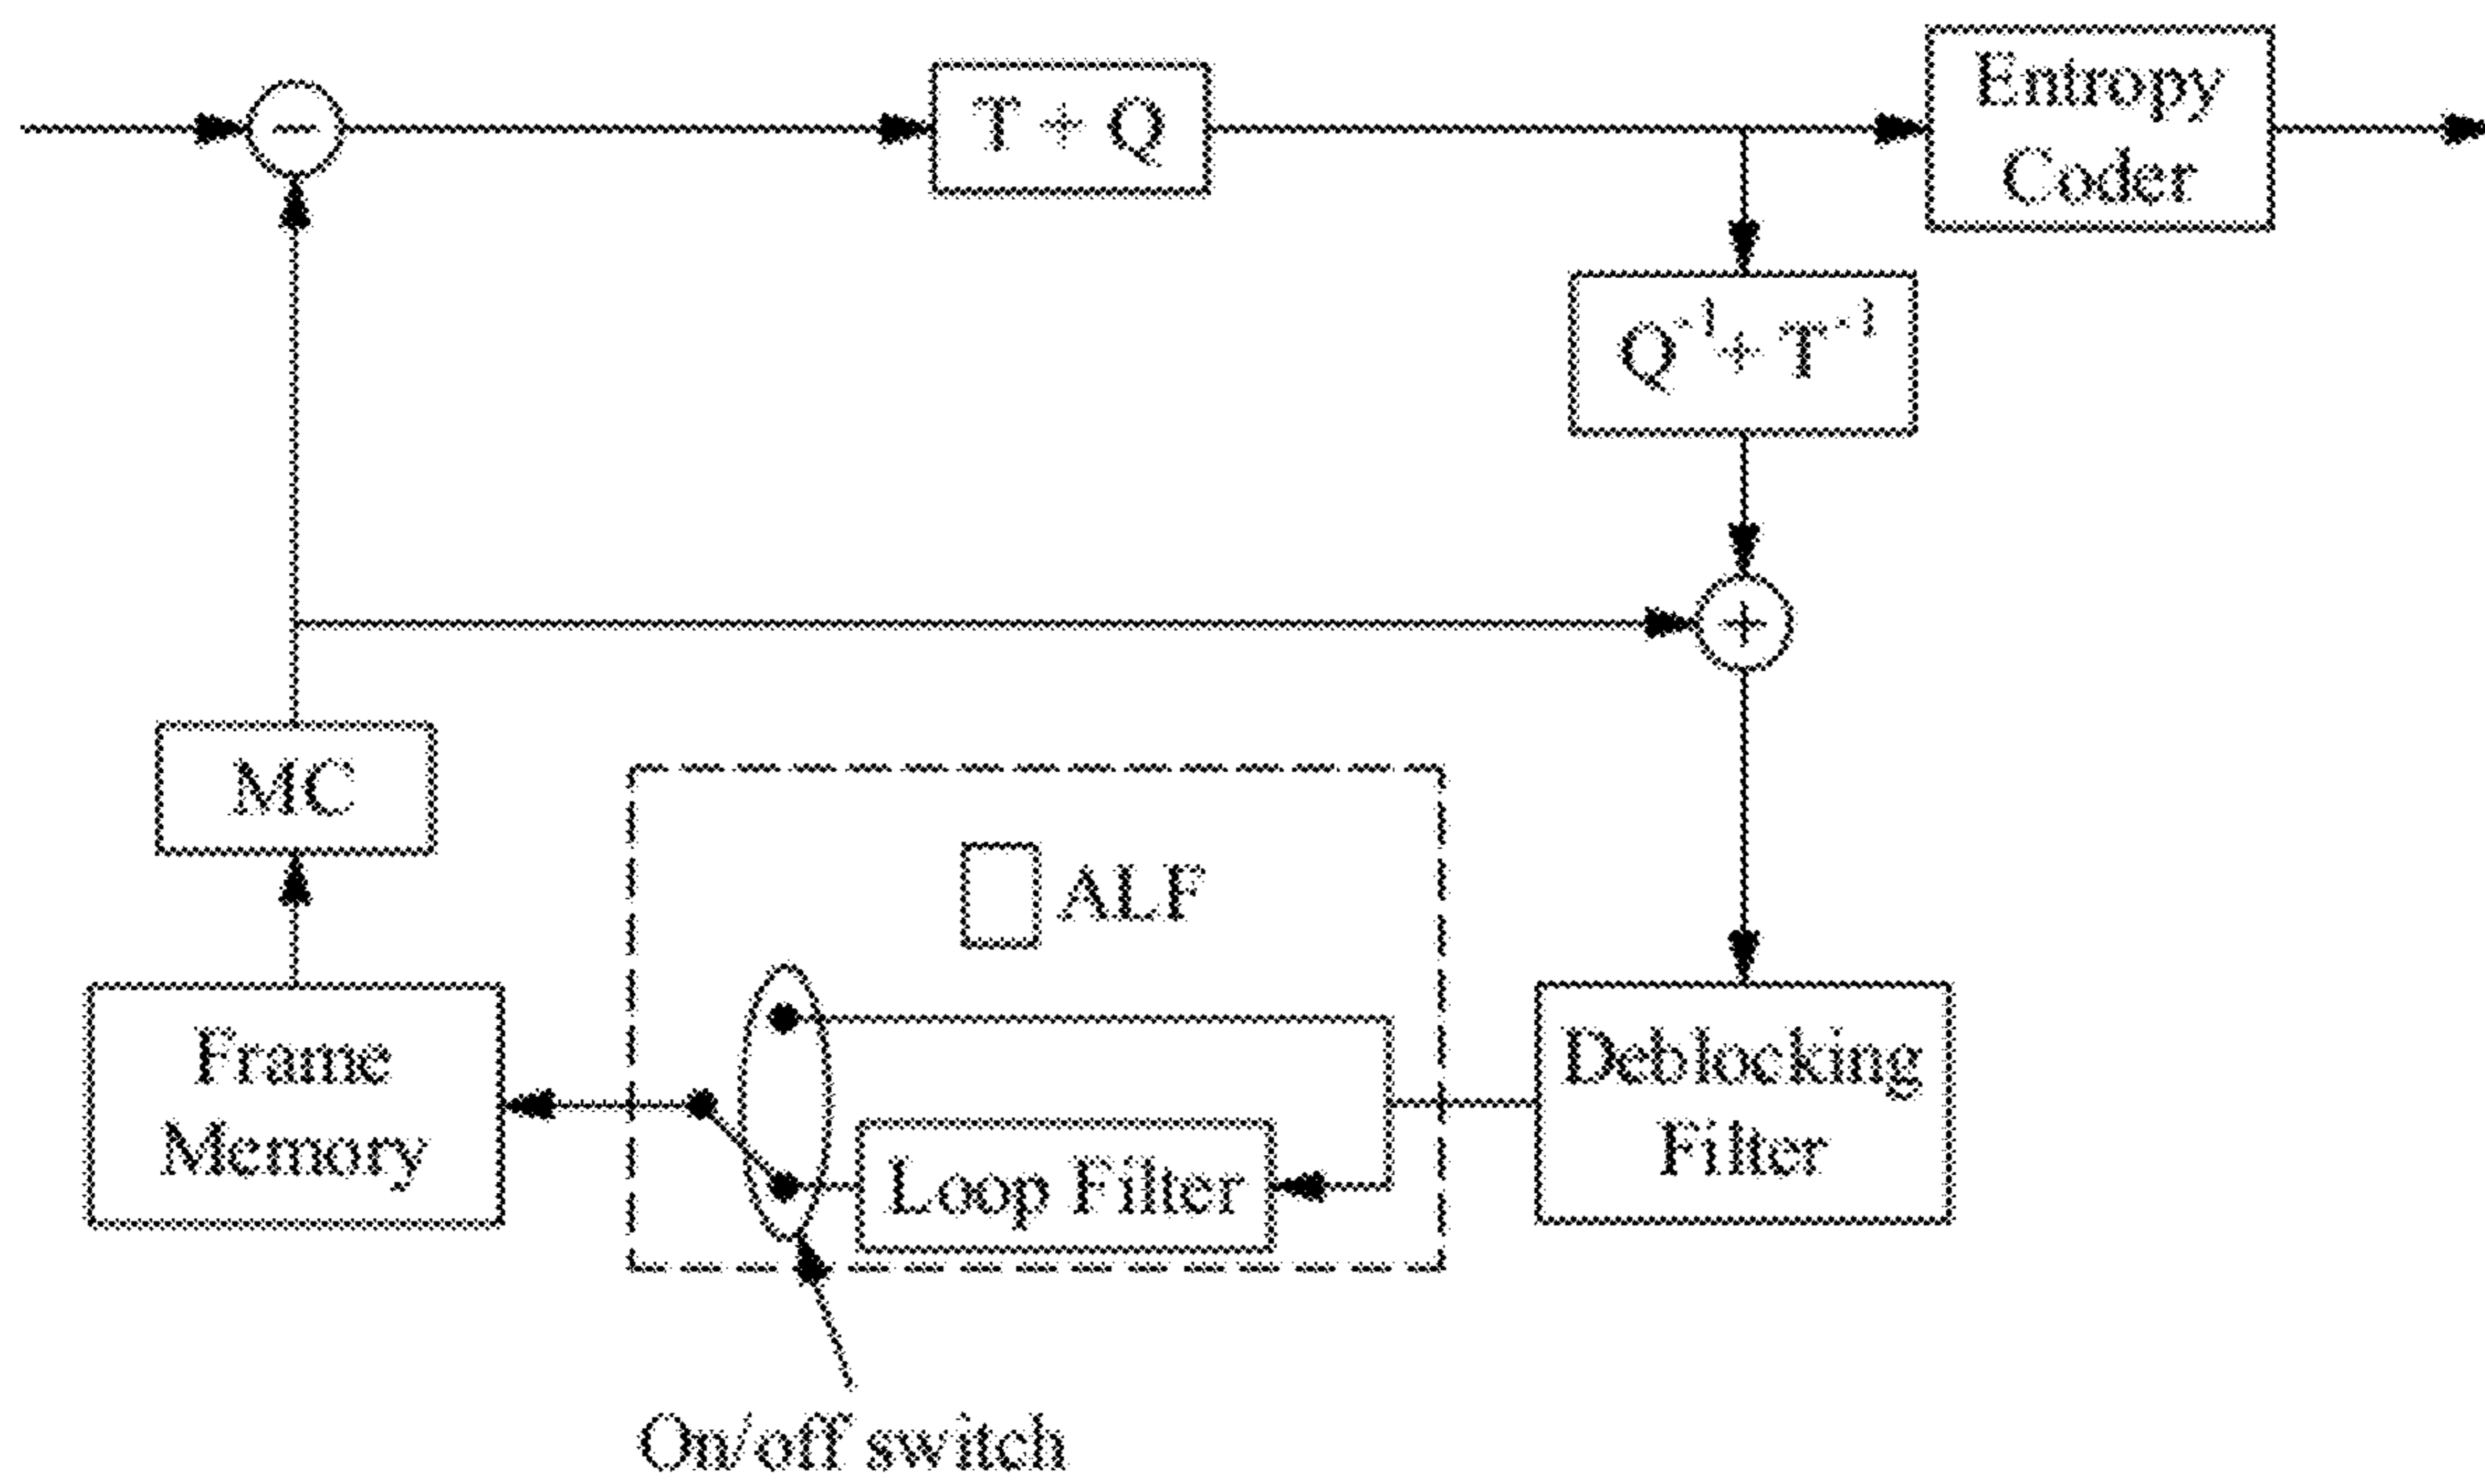 −
T + Q
Entropy
Coder
Q⁻¹+ T⁻¹
+
MC
□ ALF
Frame
Memory
Loop Filter
Deblocking
Filter
On/off switch